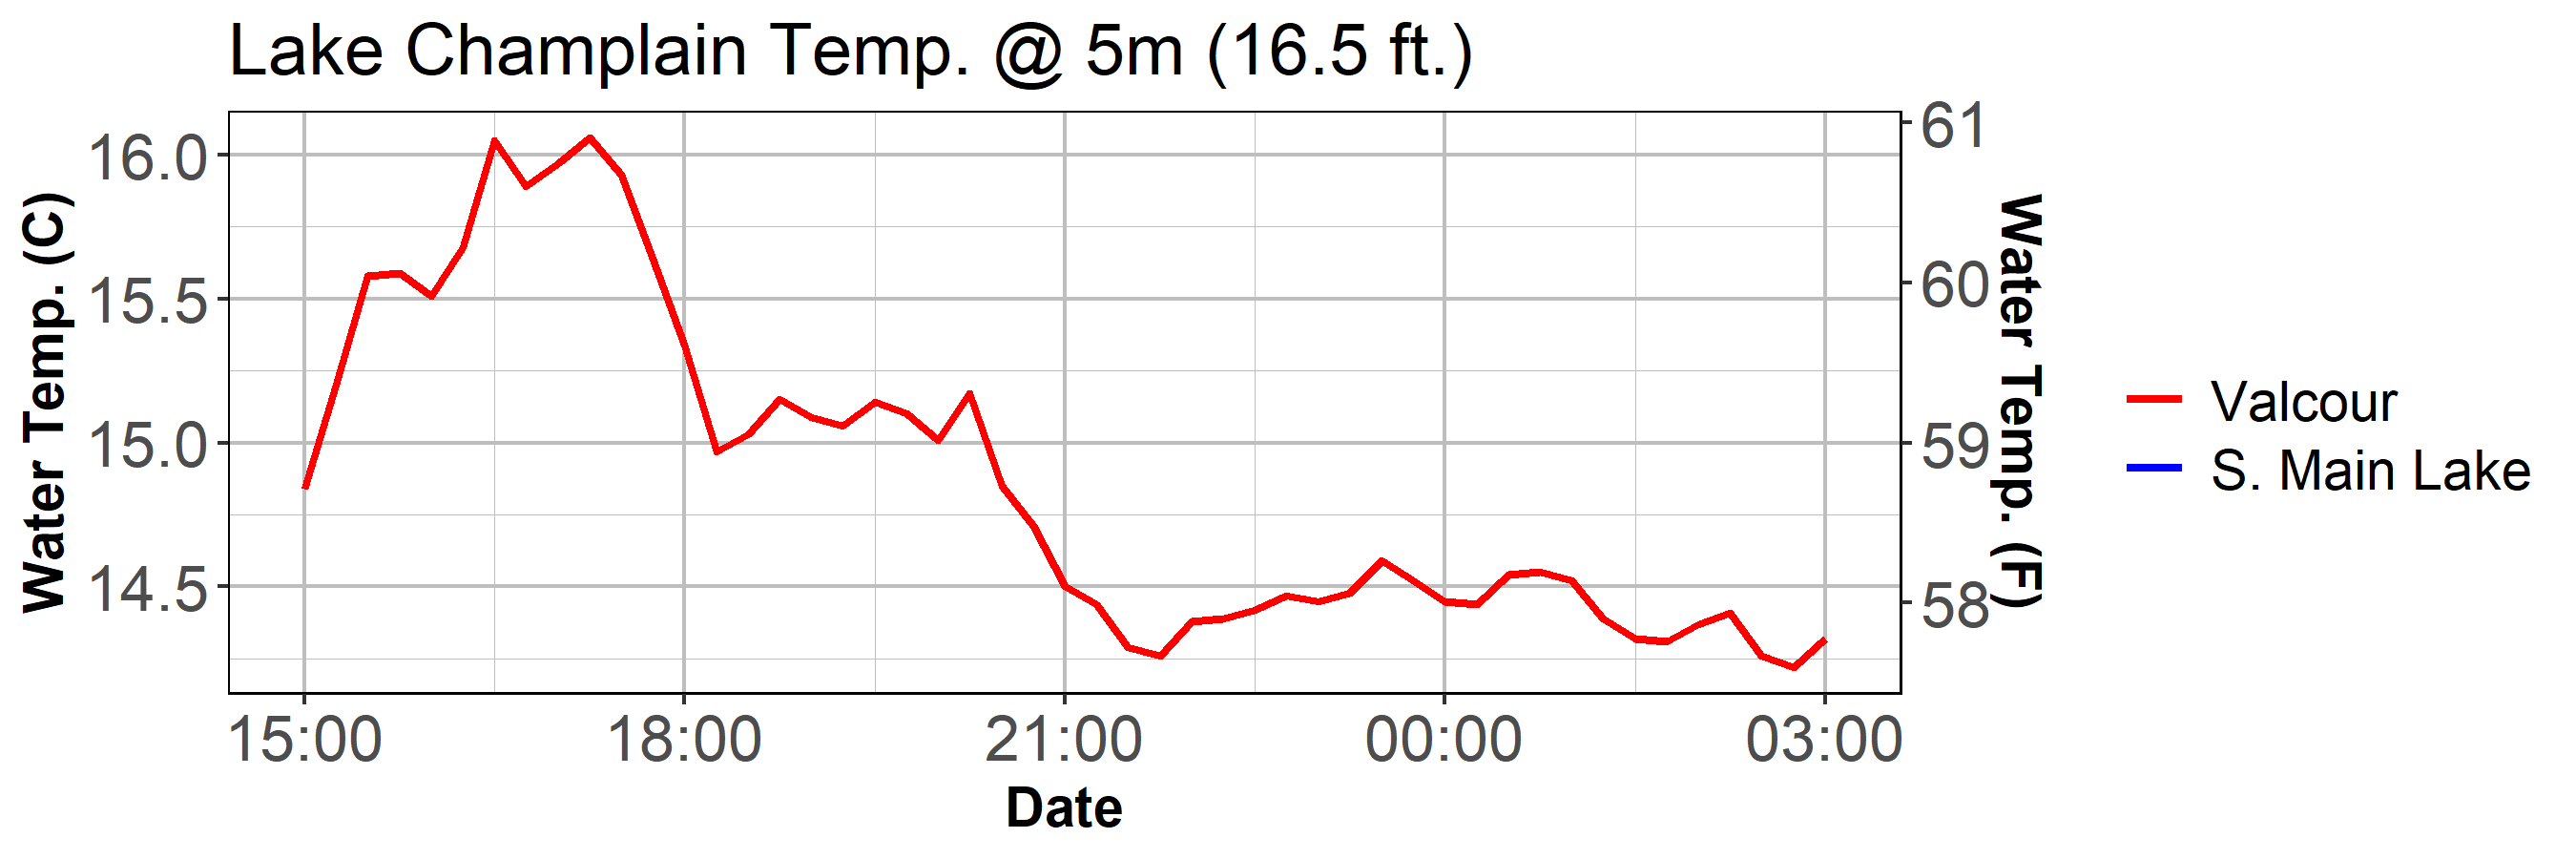 Lake Champlain Temp. @ 5m (16.5 ft.)
Water Temp. (C)
16.0
15.5
15.0
14.5
61
60
59
58
Water Temp. (F)
15:00 18:00 21:00 00:00 03:00
Date
Valcour
S. Main Lake